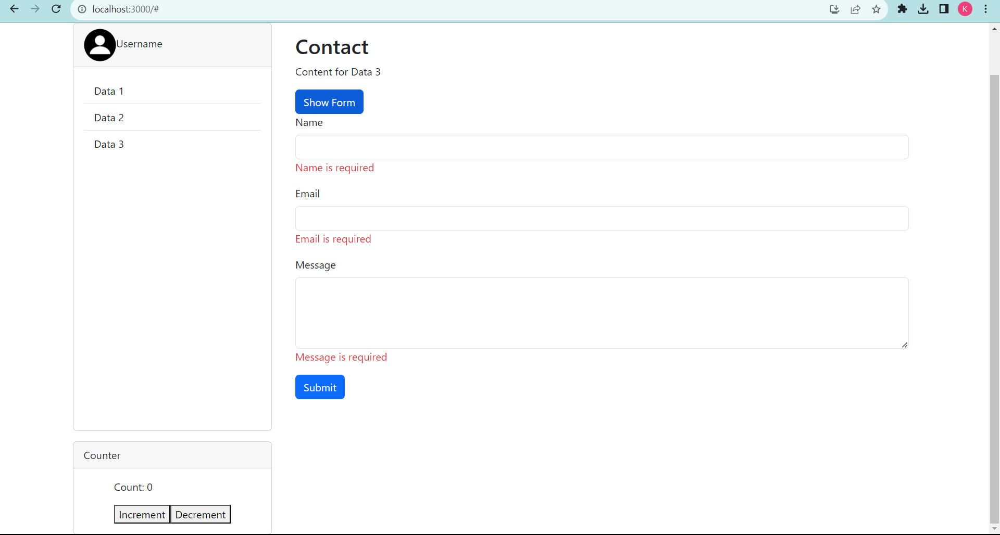 localhost:3000/#
K
Username
Data 1
Data 2
Data 3
Counter
Count: 0
Increment Decrement
Contact
Content for Data 3
Show Form
Name
Name is required
Email
Email is required
Message
Message is required
Submit